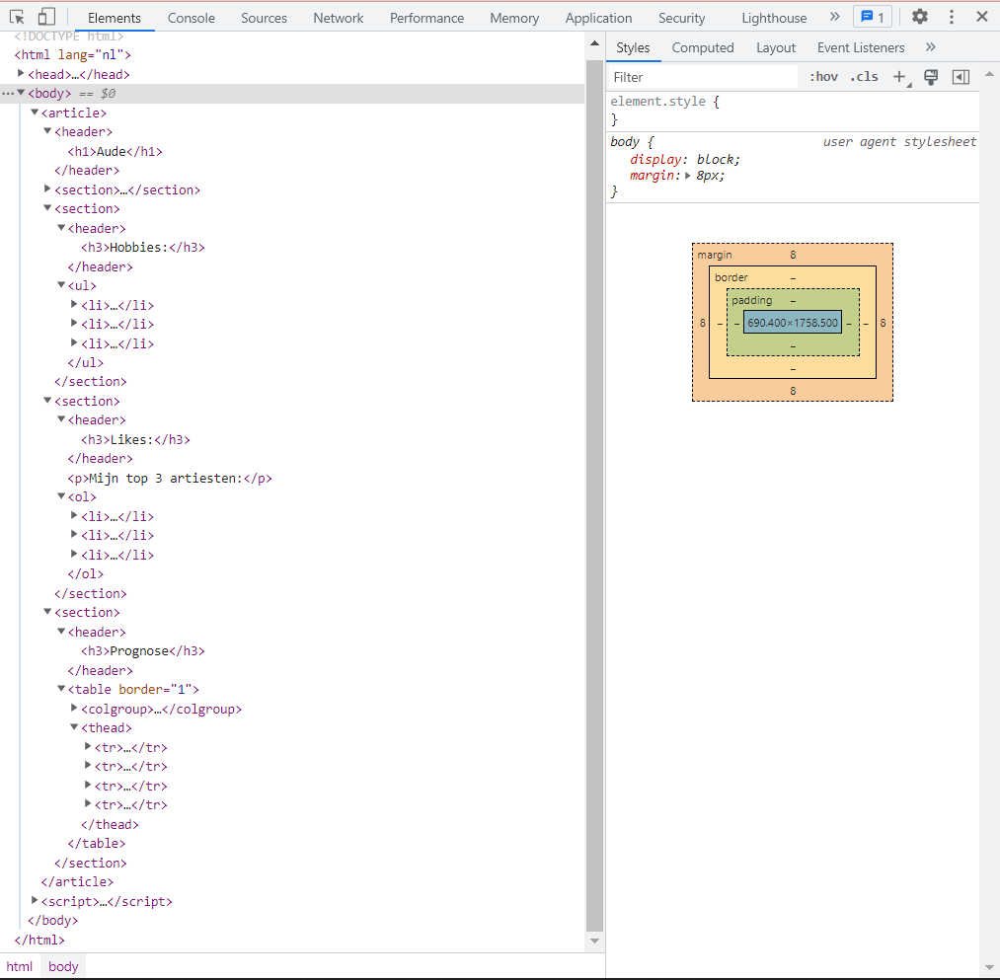 Elements Console Sources Network Performance Memory Application Security Lighthouse » 1
<!DOCTYPE html>
<html lang="nl">
<head>…</head>
<body> == $0
<article>
<header>
<h1>Aude</h1>
</header>
<section>…</section>
<section>
<header>
<h3>Hobbies:</h3>
</header>
<ul>
<li>…</li>
<li>…</li>
<li>…</li>
</ul>
</section>
<section>
<header>
<h3>Likes:</h3>
</header>
<p>Mijn top 3 artiesten:</p>
<ol>
<li>…</li>
<li>…</li>
<li>…</li>
</ol>
</section>
<section>
<header>
<h3>Prognose</h3>
</header>
<table border="1">
<colgroup>…</colgroup>
<thead>
<tr>…</tr>
<tr>…</tr>
<tr>…</tr>
<tr>…</tr>
</thead>
</table>
</section>
</article>
<script>…</script>
</body>
</html>
html body
Styles Computed Layout Event Listeners »
Filter :hov .cls +
element.style {
}
body { user agent stylesheet
display: block;
margin: 8px;
}
margin 8
border –
padding –
8 – – 690.400×1758.500 – – 8
–
–
8